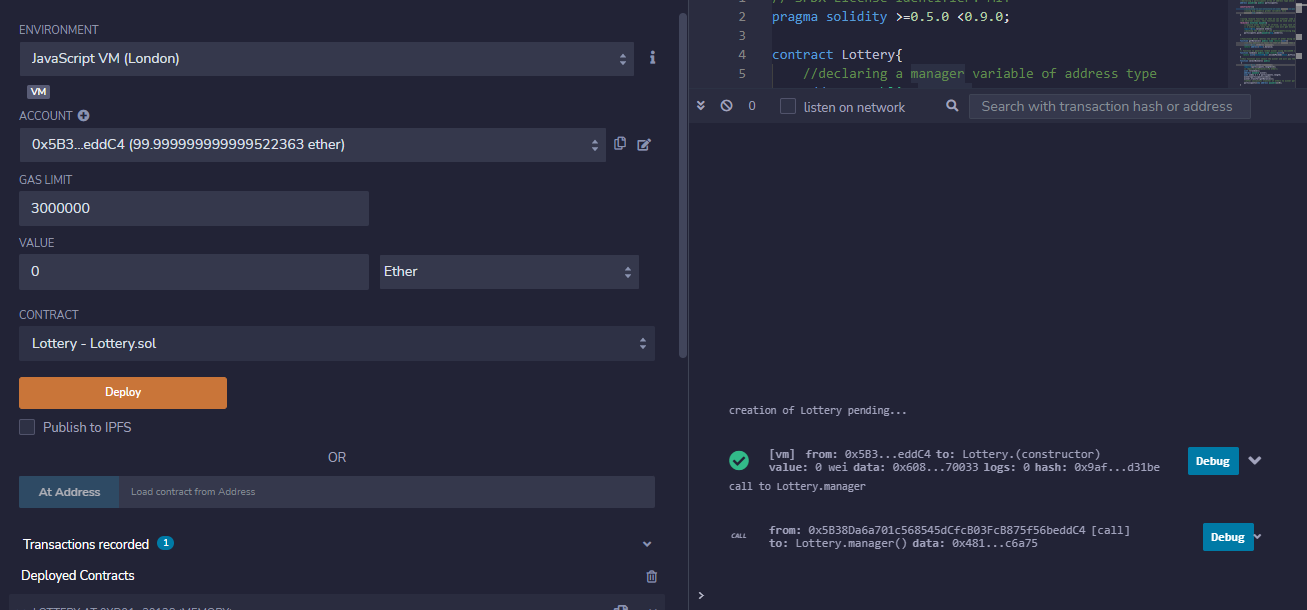 ENVIRONMENT
JavaScript VM (London)
VM
ACCOUNT
0x5B3...eddC4 (99.999999999999522363 ether)
GAS LIMIT
3000000
VALUE
0
Ether
CONTRACT
Lottery - Lottery.sol
Deploy
Publish to IPFS
OR
At Address
Load contract from Address
Transactions recorded 1
Deployed Contracts
2 pragma solidity >=0.5.0 <0.9.0;
3
4 contract Lottery{
5 //declaring a manager variable of address type
0
listen on network
Search with transaction hash or address
creation of Lottery pending...
[vm] from: 0x5B3...eddC4 to: Lottery.(constructor)
value: 0 wei data: 0x608...70033 logs: 0 hash: 0x9af...d31be
Debug
call to Lottery.manager
CALL
from: 0x5B38Da6a701c568545dCfcB03FcB875f56beddC4 [call]
to: Lottery.manager() data: 0x481...c6a75
Debug
>